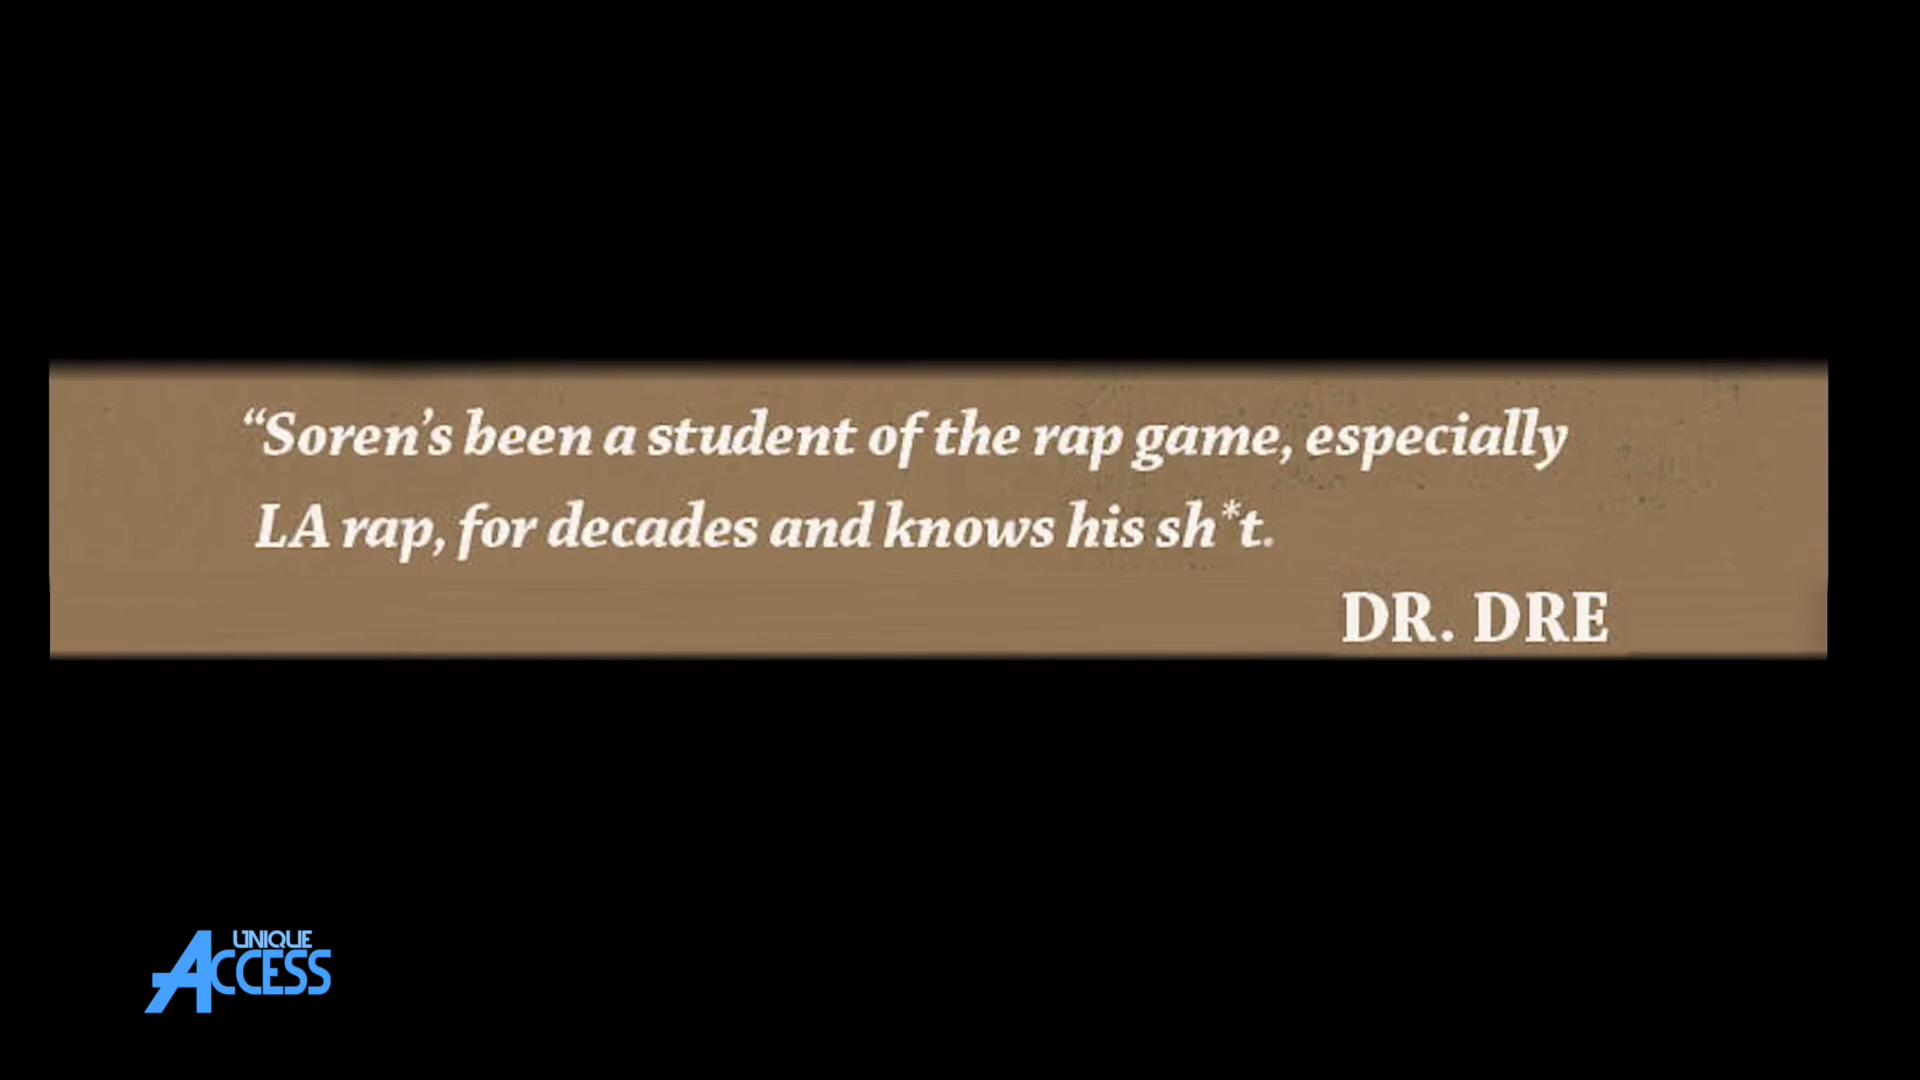 “Soren’s been a student of the rap game, especially
LA rap, for decades and knows his sh*t.
DR. DRE
UNIQUE
ACCESS